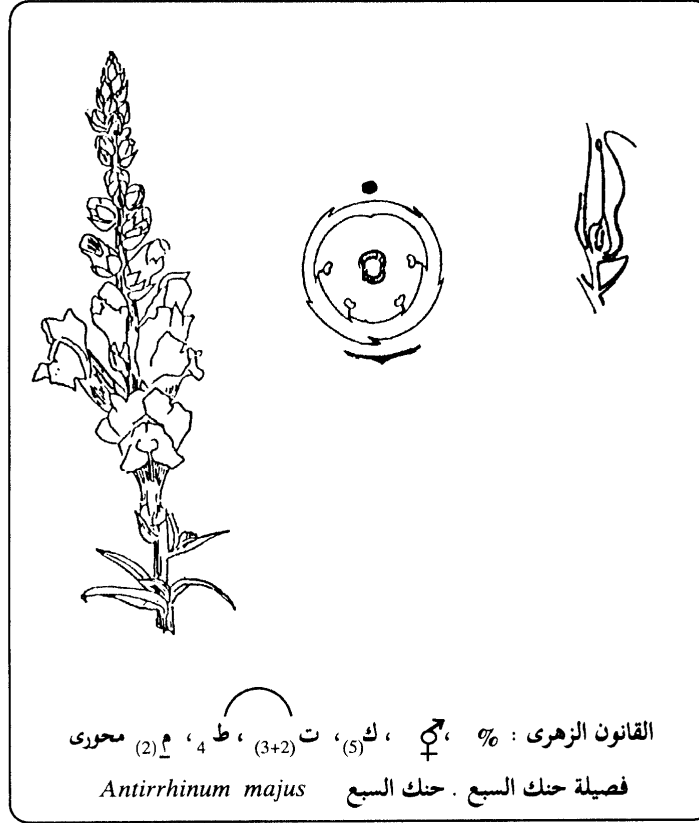 القانون الزهرى : % ، ⚥ ، ك(5) ، ت(3+2) ، ط4 ، م(2) محورى
فصيلة حنك السبع . حنك السبع Antirrhinum majus